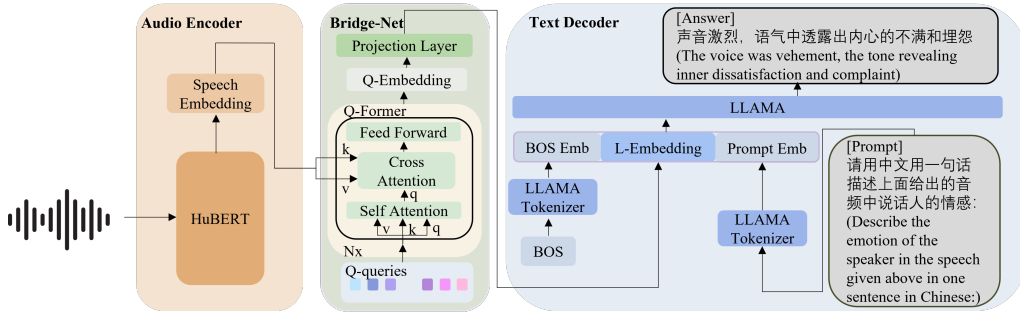 Audio Encoder
Speech
Embedding
HuBERT
Bridge-Net
Projection Layer
Q-Embedding
Q-Former
Feed Forward
k
Cross
Attention
v
q
Self Attention
v
k
q
Nx
Q-queries
Text Decoder
[Answer]
声音激烈，语气中透露出内心的不满和埋怨
(The voice was vehement, the tone revealing
inner dissatisfaction and complaint)
LLAMA
BOS Emb
L-Embedding
Prompt Emb
LLAMA
Tokenizer
BOS
LLAMA
Tokenizer
[Prompt]
请用中文用一句话
描述上面给出的音
频中说话人的情感：
(Describe the
emotion of the
speaker in the speech
given above in one
sentence in Chinese:)